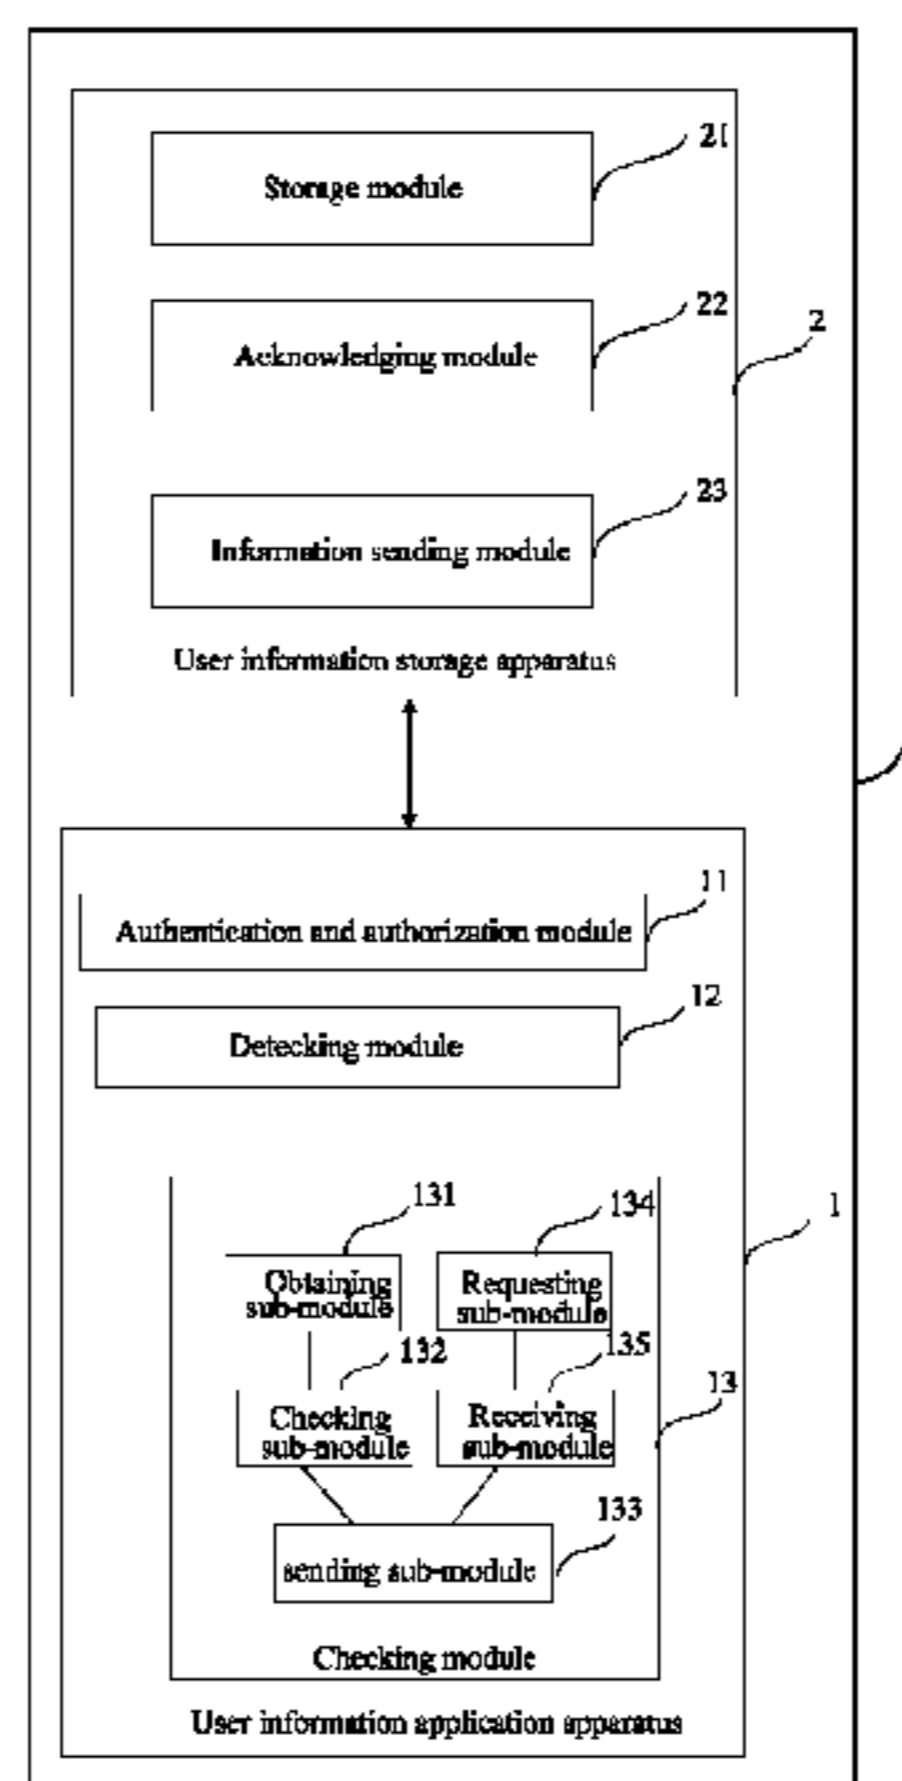 21
Storage module
22
2
Acknowledging module
23
Information sending module
User information storage apparatus
11
Authentication and authorization module
12
Detecking module
131
134
1
Obtaining
sub-module
Requesting
sub-module
132
135
13
Checking
sub-module
Receiving
sub-module
133
sending sub-module
Checking module
User information application apparatus